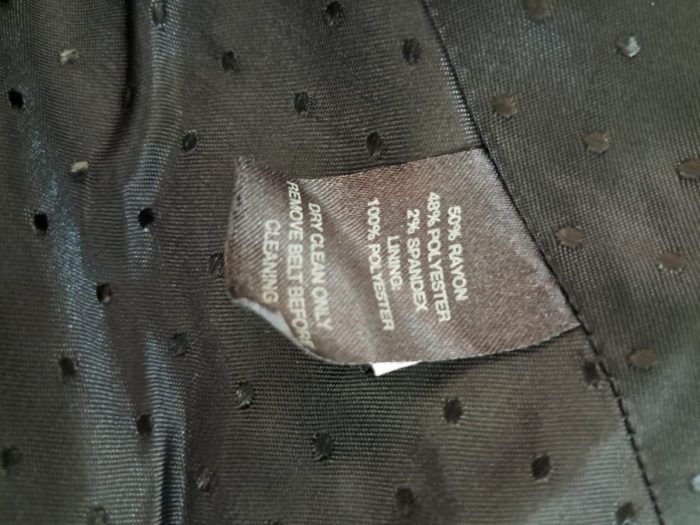 50% RAYON
48% POLYESTER
2% SPANDEX
LINING:
100% POLYESTER
DRY CLEAN ONLY
REMOVE BELT BEFORE
CLEANING